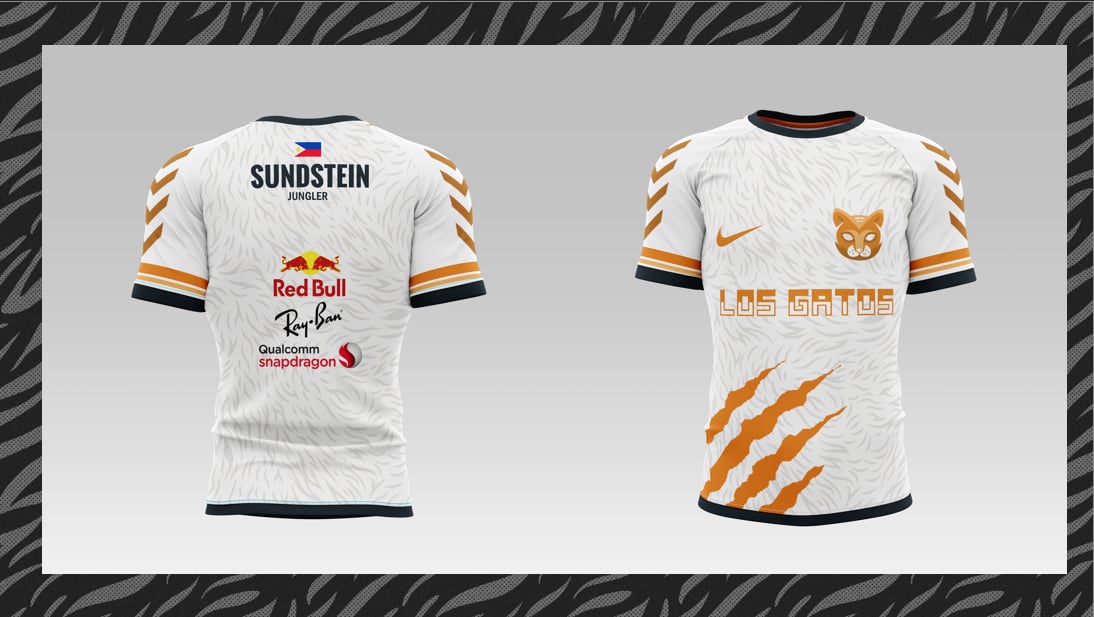 SUNDSTEIN
JUNGLER
Red Bull
Ray-Ban
Qualcomm
snapdragon
LOS GATOS